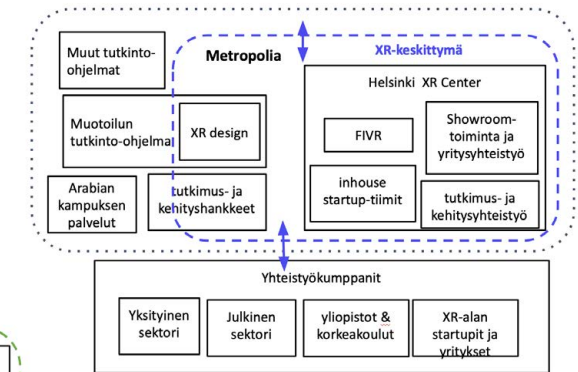 Muut tutkinto-
ohjelmat
Metropolia
XR-keskittymä
Helsinki XR Center
Muotoilun
tutkinto-ohjelma
XR design
FIVR
Showroom-
toiminta ja
yritysyhteistyö
Arabian
kampuksen
palvelut
tutkimus- ja
kehityshankkeet
inhouse
startup-tiimit
tutkimus- ja
kehitysyhteistyö
Yhteistyökumppanit
Yksityinen
sektori
Julkinen
sektori
yliopistot &
korkeakoulut
XR-alan
startupit ja
yritykset